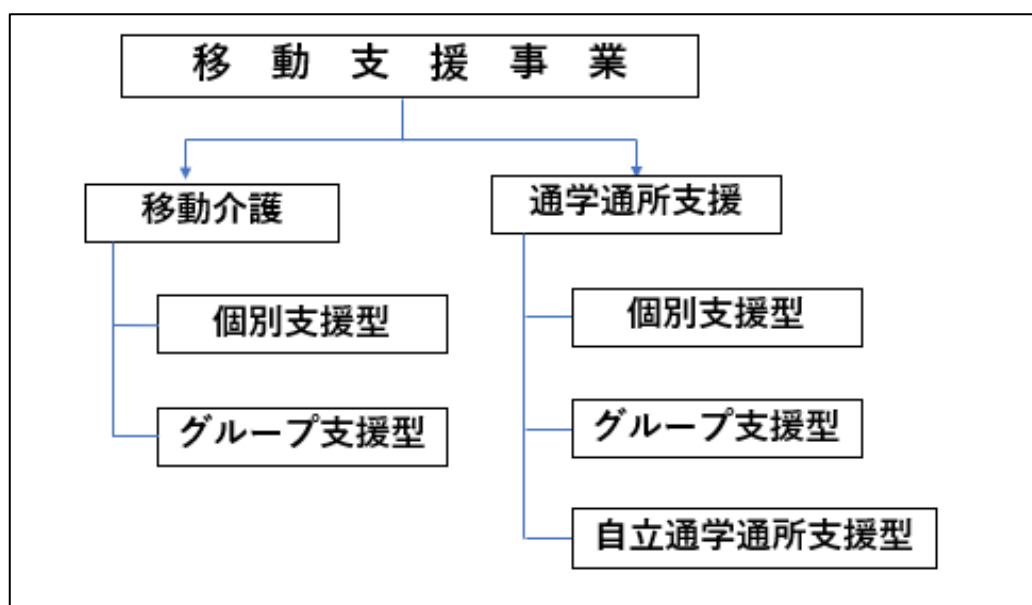 移動支援事業
移動介護
個別支援型
グループ支援型
通学通所支援
個別支援型
グループ支援型
自立通学通所支援型